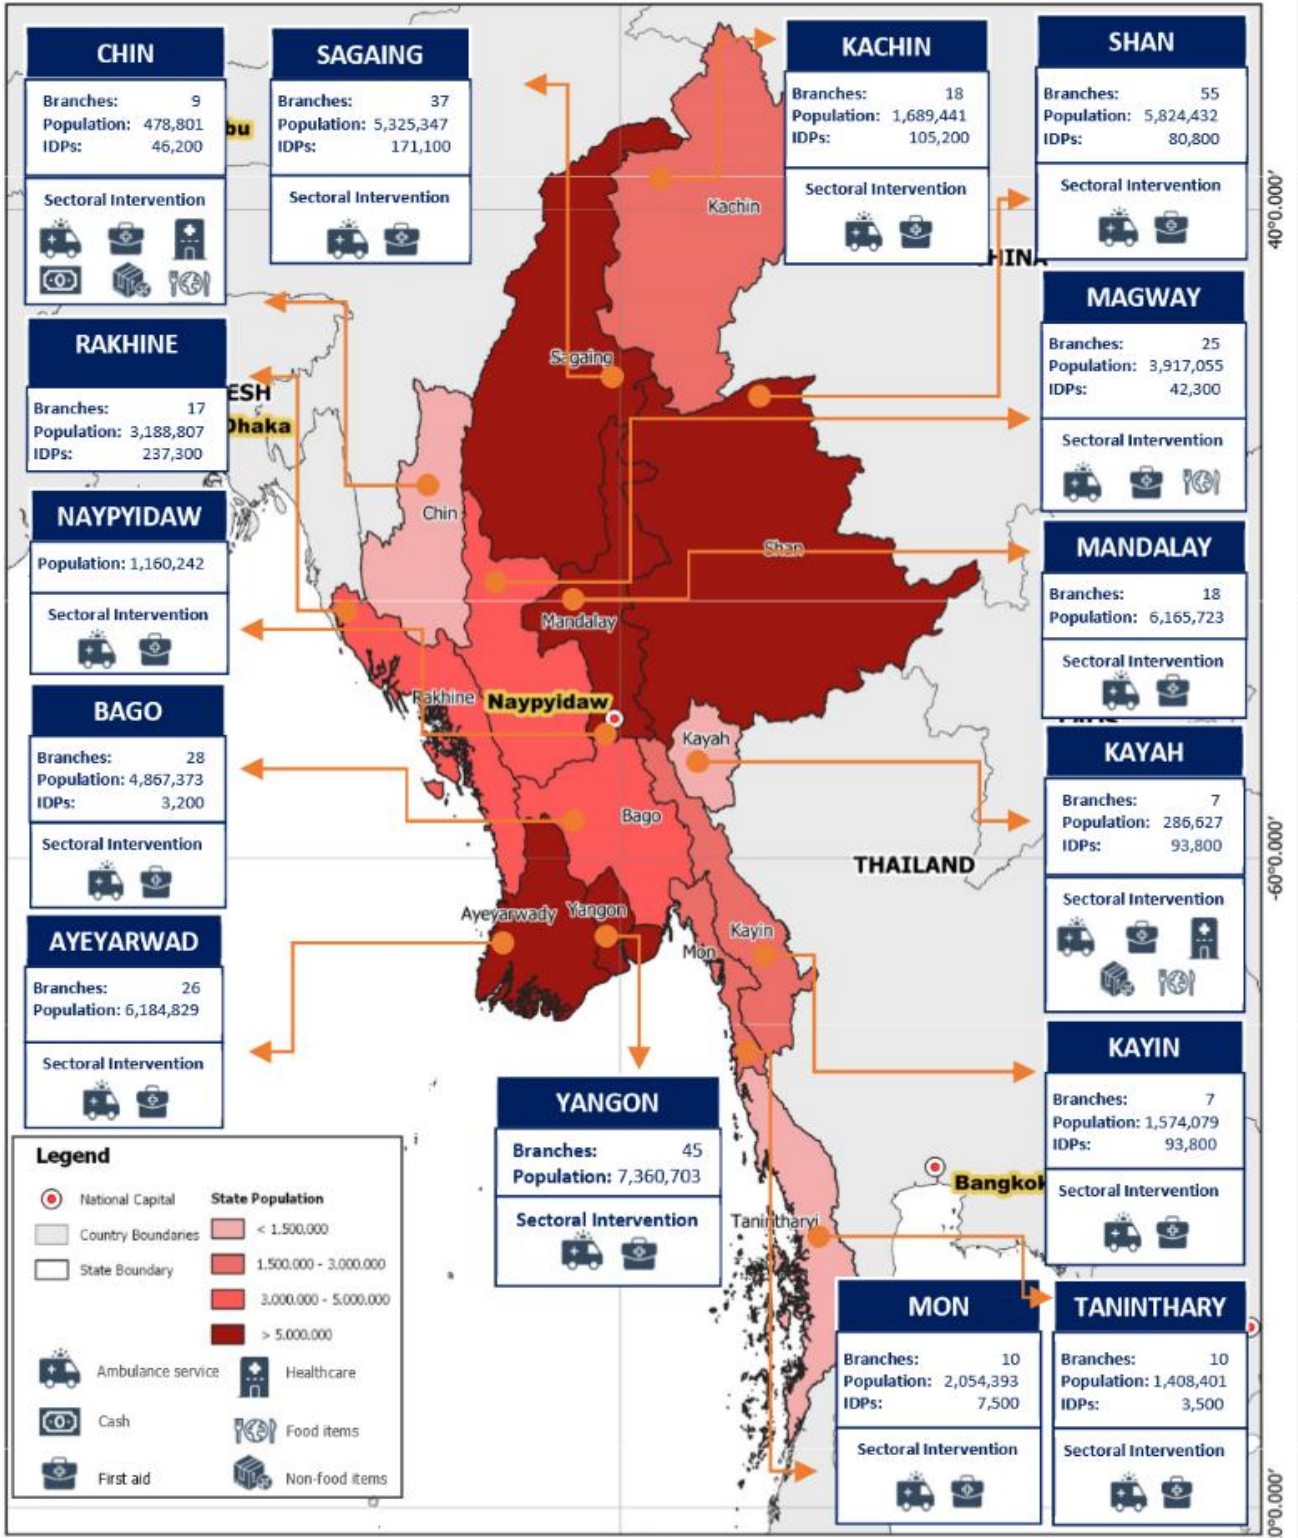 CHIN
Branches: 9
Population: 478,801
IDPs: 46,200
Sectoral Intervention
SAGAING
Branches: 37
Population: 5,325,347
IDPs: 171,100
Sectoral Intervention
KACHIN
Branches: 18
Population: 1,689,441
IDPs: 105,200
Sectoral Intervention
SHAN
Branches: 55
Population: 5,824,432
IDPs: 80,800
Sectoral Intervention
bu
Kachin
40°0.000'
HINA
RAKHINE
Branches: 17
Population: 3,188,807
IDPs: 237,300
ESH
Dhaka
Sagaing
MAGWAY
Branches: 25
Population: 3,917,055
IDPs: 42,300
Sectoral Intervention
NAYPYIDAW
Population: 1,160,242
Sectoral Intervention
Chin
Shan
Mandalay
MANDALAY
Branches: 18
Population: 6,165,723
Sectoral Intervention
BAGO
Branches: 28
Population: 4,867,373
IDPs: 3,200
Sectoral Intervention
Rakhine
Naypyidaw
Kayah
Bago
THAILAND
KAYAH
Branches: 7
Population: 286,627
IDPs: 93,800
Sectoral Intervention
-60°0.000'
AYEYARWAD
Branches: 26
Population: 6,184,829
Sectoral Intervention
Ayeyarwady
Yangon
Mon
Kayin
KAYIN
Branches: 7
Population: 1,574,079
IDPs: 93,800
Sectoral Intervention
YANGON
Branches: 45
Population: 7,360,703
Sectoral Intervention
Bangkok
Tanintharyi
Legend
National Capital
Country Boundaries
State Boundary
State Population
< 1.500.000
1.500.000 - 3.000.000
3.000.000 - 5.000.000
> 5.000.000
Ambulance service
Healthcare
Cash
Food items
First aid
Non-food items
MON
Branches: 10
Population: 2,054,393
IDPs: 7,500
Sectoral Intervention
TANINTHARY
Branches: 10
Population: 1,408,401
IDPs: 3,500
Sectoral Intervention